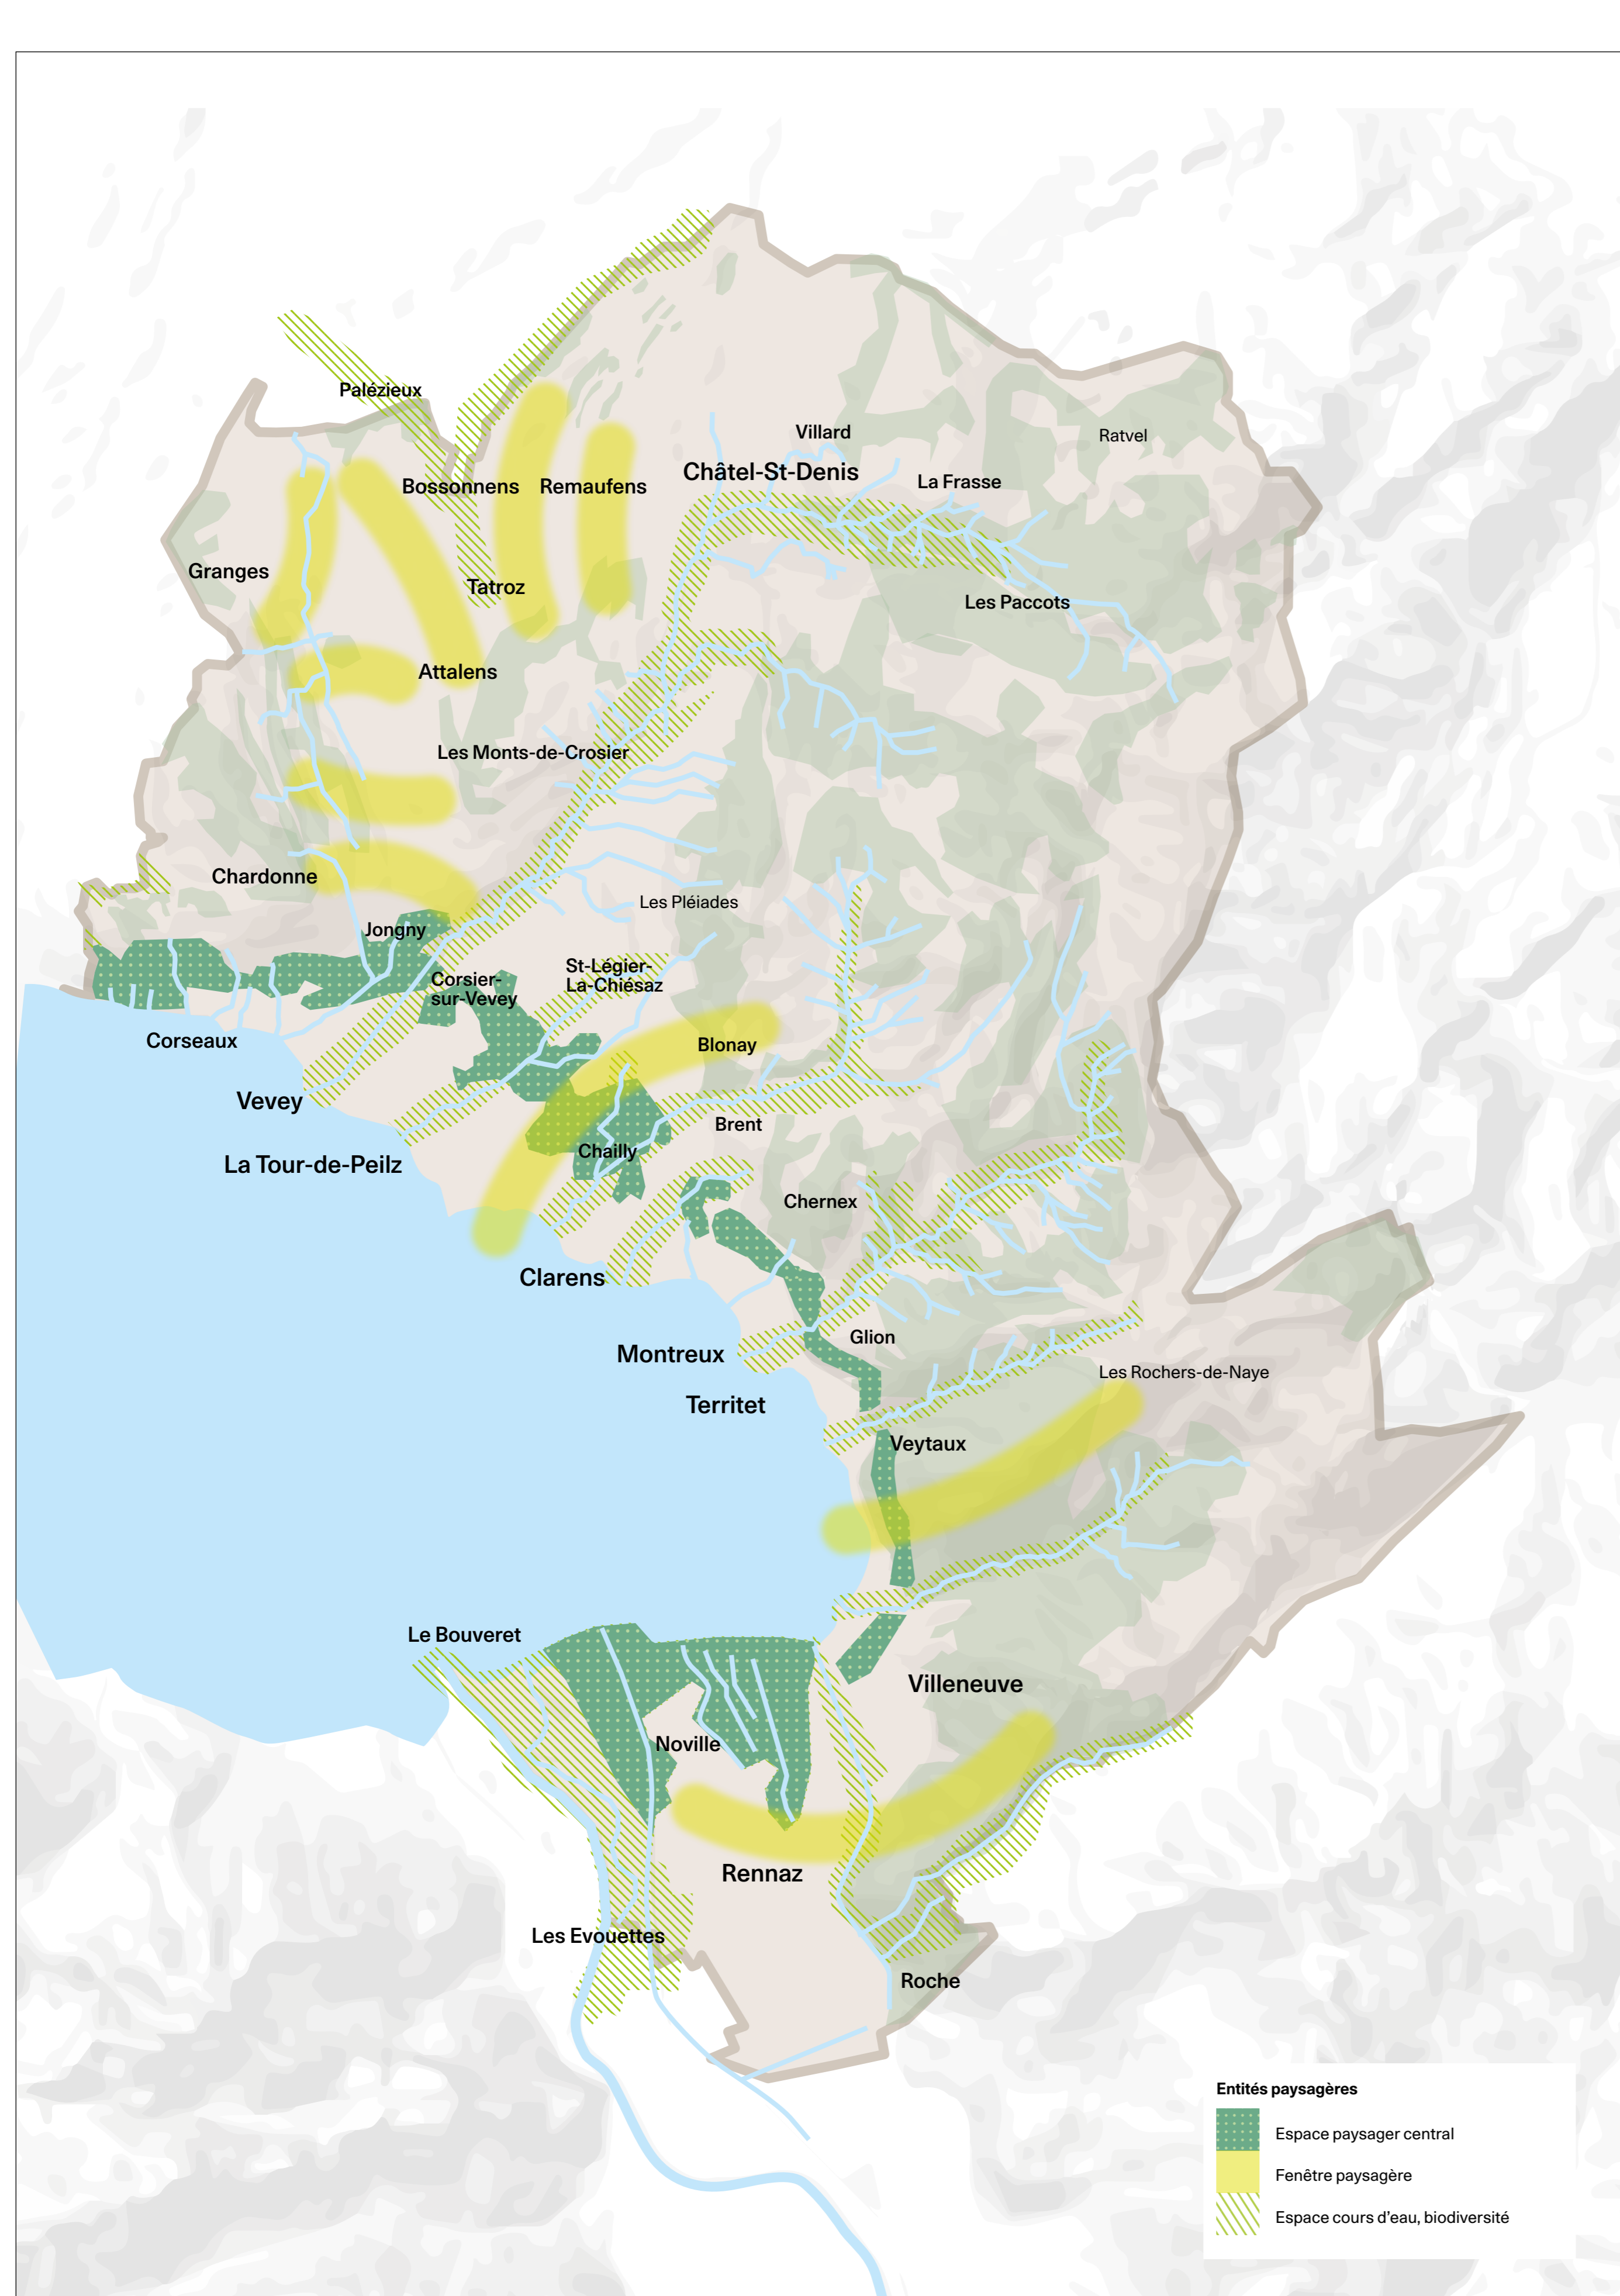 Palézieux
Villard
Ratvel
Châtel-St-Denis
La Frasse
Bossonnens
Remaufens
Granges
Tatroz
Les Paccots
Attalens
Les Monts-de-Crosier
Chardonne
Les Pléiades
Jongny
St-Légier-
La-Chiésaz
Corsier-
sur-Vevey
Corseaux
Blonay
Vevey
Brent
Chailly
La Tour-de-Peilz
Chernex
Clarens
Glion
Montreux
Les Rochers-de-Naye
Territet
Veytaux
Le Bouveret
Villeneuve
Noville
Rennaz
Les Evouettes
Roche
Entités paysagères
Espace paysager central
Fenêtre paysagère
Espace cours d'eau, biodiversité